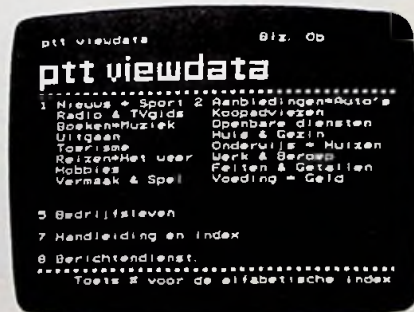 ptt viewdata Blz. 0b
ptt viewdata
1 Nieuws + Sport 2 Aanbiedingen+Auto's
Radio & TVgids Koopadviezen
Boeken+Muziek Openbare diensten
Uitgaan Huis & Gezin
Toerisme Onderwijs + Huizen
Reizen+Het weer Werk & Beroep
Hobbies Feiten & Getallen
Vermaak & Spel Voeding + Geld
5 Bedrijfsleven
7 Handleiding en index
8 Berichtendienst.
Toets # voor de alfabetische index